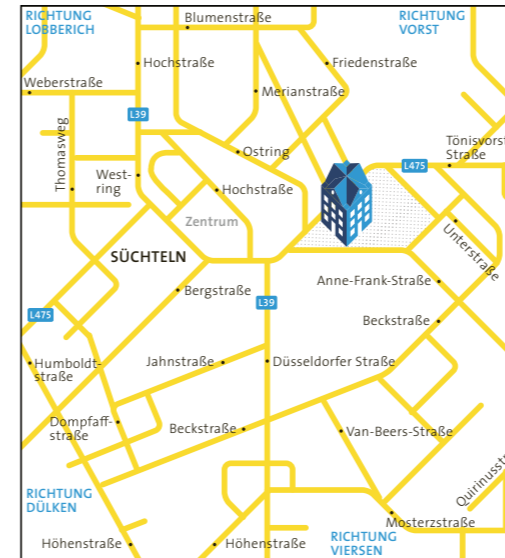 RICHTUNG
LOBBERICH
RICHTUNG
VORST
Blumenstraße
Hochstraße
Friedenstraße
Weberstraße
Merianstraße
L39
Thomasweg
Ostring
Tönisvorst
Straße
L475
West-
ring
Hochstraße
Zentrum
Unterstraße
SÜCHTELN
Anne-Frank-Straße
Bergstraße
L39
L475
Beckstraße
Humboldt-
straße
Jahnstraße
Düsseldorfer Straße
Dompfaff-
straße
Beckstraße
Van-Beers-Straße
Quirinusstr
RICHTUNG
DÜLKEN
Mosterzstraße
RICHTUNG
VIERSEN
Höhenstraße
Höhenstraße